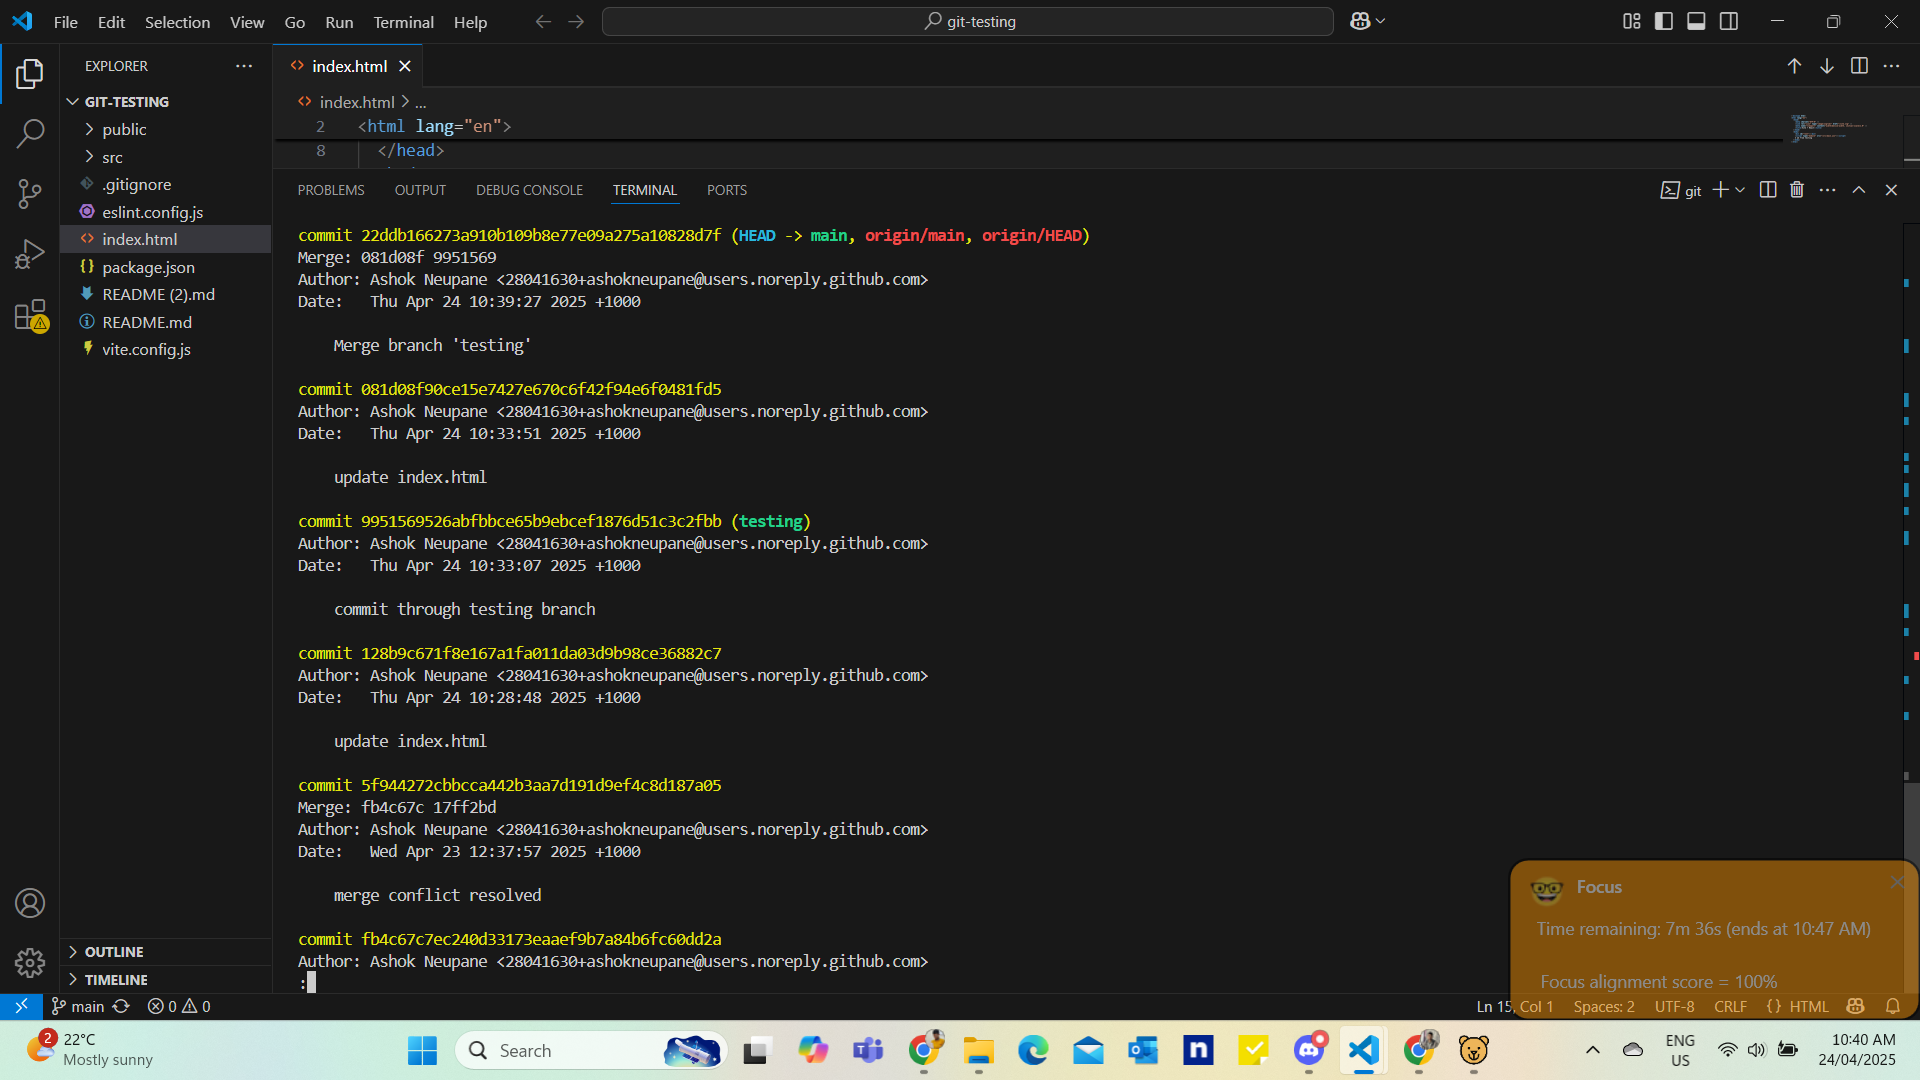 File Edit Selection View Go Run Terminal Help
git-testing
EXPLORER
GIT-TESTING
public
src
.gitignore
eslint.config.js
index.html
package.json
README (2).md
README.md
vite.config.js
OUTLINE
TIMELINE
index.html
index.html > ...
2 <html lang="en">
8 </head>
PROBLEMS OUTPUT DEBUG CONSOLE TERMINAL PORTS
git
commit 22ddb166273a910b109b8e77e09a275a10828d7f (HEAD -> main, origin/main, origin/HEAD)
Merge: 081d08f 9951569
Author: Ashok Neupane <28041630+ashokneupane@users.noreply.github.com>
Date: Thu Apr 24 10:39:27 2025 +1000
Merge branch 'testing'
commit 081d08f90ce15e7427e670c6f42f94e6f0481fd5
Author: Ashok Neupane <28041630+ashokneupane@users.noreply.github.com>
Date: Thu Apr 24 10:33:51 2025 +1000
update index.html
commit 9951569526abfbbce65b9ebcef1876d51c3c2fbb (testing)
Author: Ashok Neupane <28041630+ashokneupane@users.noreply.github.com>
Date: Thu Apr 24 10:33:07 2025 +1000
commit through testing branch
commit 128b9c671f8e167a1fa011da03d9b98ce36882c7
Author: Ashok Neupane <28041630+ashokneupane@users.noreply.github.com>
Date: Thu Apr 24 10:28:48 2025 +1000
update index.html
commit 5f944272cbbcca442b3aa7d191d9ef4c8d187a05
Merge: fb4c67c 17ff2bd
Author: Ashok Neupane <28041630+ashokneupane@users.noreply.github.com>
Date: Wed Apr 23 12:37:57 2025 +1000
merge conflict resolved
commit fb4c67c7ec240d33173eaaef9b7a84b6fc60dd2a
Author: Ashok Neupane <28041630+ashokneupane@users.noreply.github.com>
:
Focus
Time remaining: 7m 36s (ends at 10:47 AM)
Focus alignment score = 100%
main 0 0
Ln 15, Col 1 Spaces: 2 UTF-8 CRLF {} HTML
2
22°C
Mostly sunny
Search
ENG
US
10:40 AM
24/04/2025